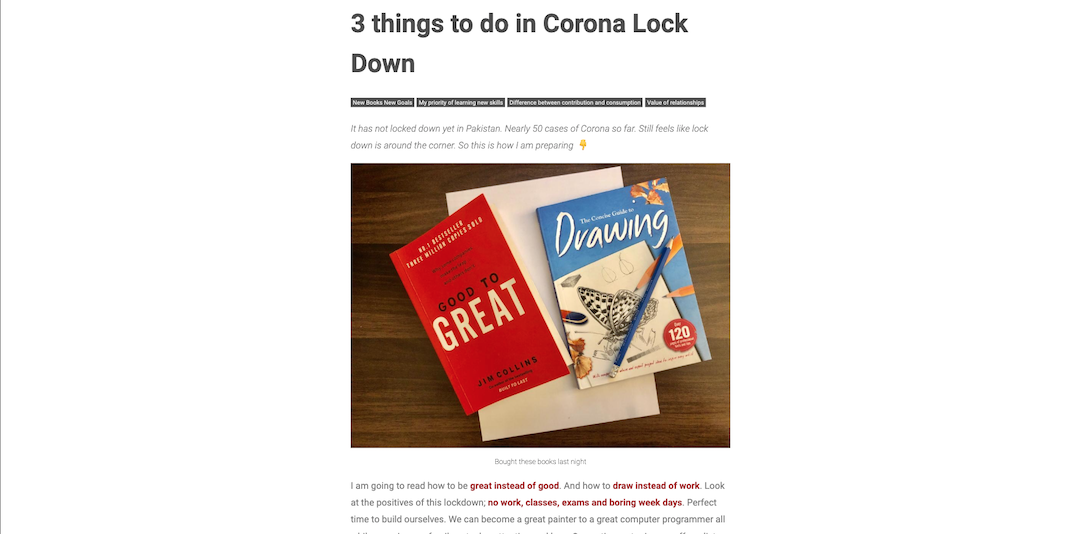 3 things to do in Corona Lock
Down
New Books New Goals My priority of learning new skills Difference between contribution and consumption Value of relationships
It has not locked down yet in Pakistan. Nearly 50 cases of Corona so far. Still feels like lock
down is around the corner. So this is how I am preparing 👇
NO.1 BESTSELLER
THREE MILLION COPIES SOLD
GOOD TO
GREAT
JIM COLLINS
BUILT TO LAST
The Concise Guide to
Drawing
Over
120
Bought these books last night
I am going to read how to be great instead of good. And how to draw instead of work. Look
at the positives of this lockdown; no work, classes, exams and boring week days. Perfect
time to build ourselves. We can become a great painter to a great computer programmer all